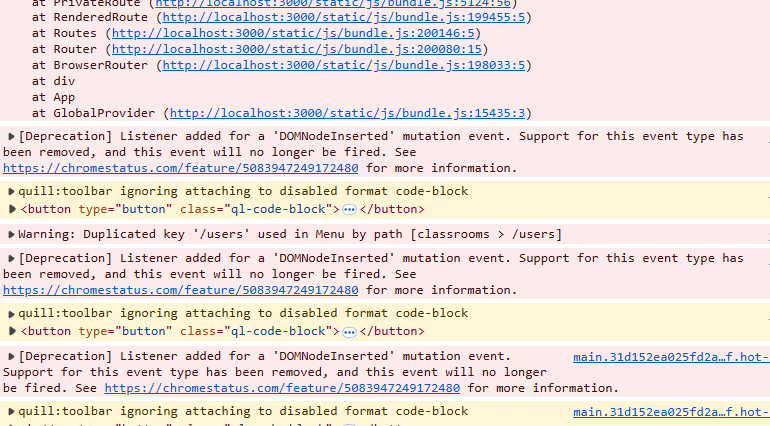 at PrivateRoute (http://localhost:3000/static/js/bundle.js:5124:56)
at RenderedRoute (http://localhost:3000/static/js/bundle.js:199455:5)
at Routes (http://localhost:3000/static/js/bundle.js:200146:5)
at Router (http://localhost:3000/static/js/bundle.js:200080:15)
at BrowserRouter (http://localhost:3000/static/js/bundle.js:198033:5)
at div
at App
at GlobalProvider (http://localhost:3000/static/js/bundle.js:15435:3)
[Deprecation] Listener added for a 'DOMNodeInserted' mutation event. Support for this event type has
been removed, and this event will no longer be fired. See
https://chromestatus.com/feature/5083947249172480 for more information.
quill:toolbar ignoring attaching to disabled format code-block
<button type="button" class="ql-code-block">…</button>
Warning: Duplicated key '/users' used in Menu by path [classrooms > /users]
[Deprecation] Listener added for a 'DOMNodeInserted' mutation event. Support for this event type has
been removed, and this event will no longer be fired. See
https://chromestatus.com/feature/5083947249172480 for more information.
quill:toolbar ignoring attaching to disabled format code-block
<button type="button" class="ql-code-block">…</button>
[Deprecation] Listener added for a 'DOMNodeInserted' mutation event. main.31d152ea025fd2a…f.hot-
Support for this event type has been removed, and this event will no longer
be fired. See https://chromestatus.com/feature/5083947249172480 for more information.
quill:toolbar ignoring attaching to disabled format code-block main.31d152ea025fd2a…f.hot-